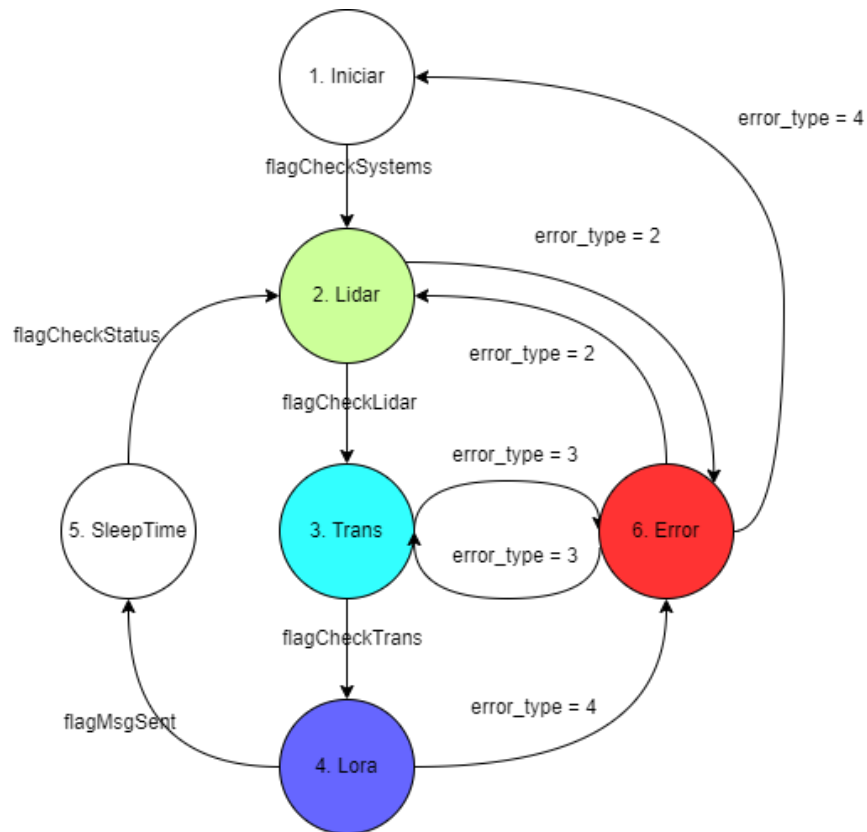 1. Iniciar
error_type = 4
flagCheckSystems
error_type = 2
2. Lidar
flagCheckStatus
error_type = 2
flagCheckLidar
error_type = 3
5. SleepTime
3. Trans
6. Error
error_type = 3
flagCheckTrans
error_type = 4
flagMsgSent
4. Lora